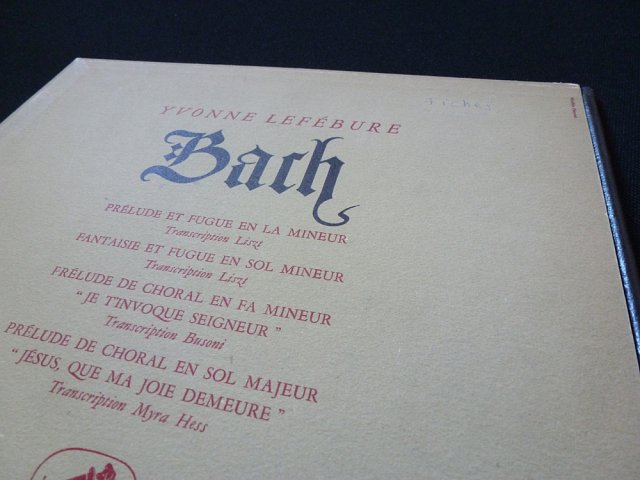 Fiches
YVONNE LEFÉBURE
Bach
PRÉLUDE ET FUGUE EN LA MINEUR
Transcription Liszt
FANTAISIE ET FUGUE EN SOL MINEUR
Transcription Liszt
PRÉLUDE DE CHORAL EN FA MINEUR
“ JE T'INVOQUE SEIGNEUR ”
Transcription Busoni
PRÉLUDE DE CHORAL EN SOL MAJEUR
“ JÉSUS, QUE MA JOIE DEMEURE ”
Transcription Myra Hess